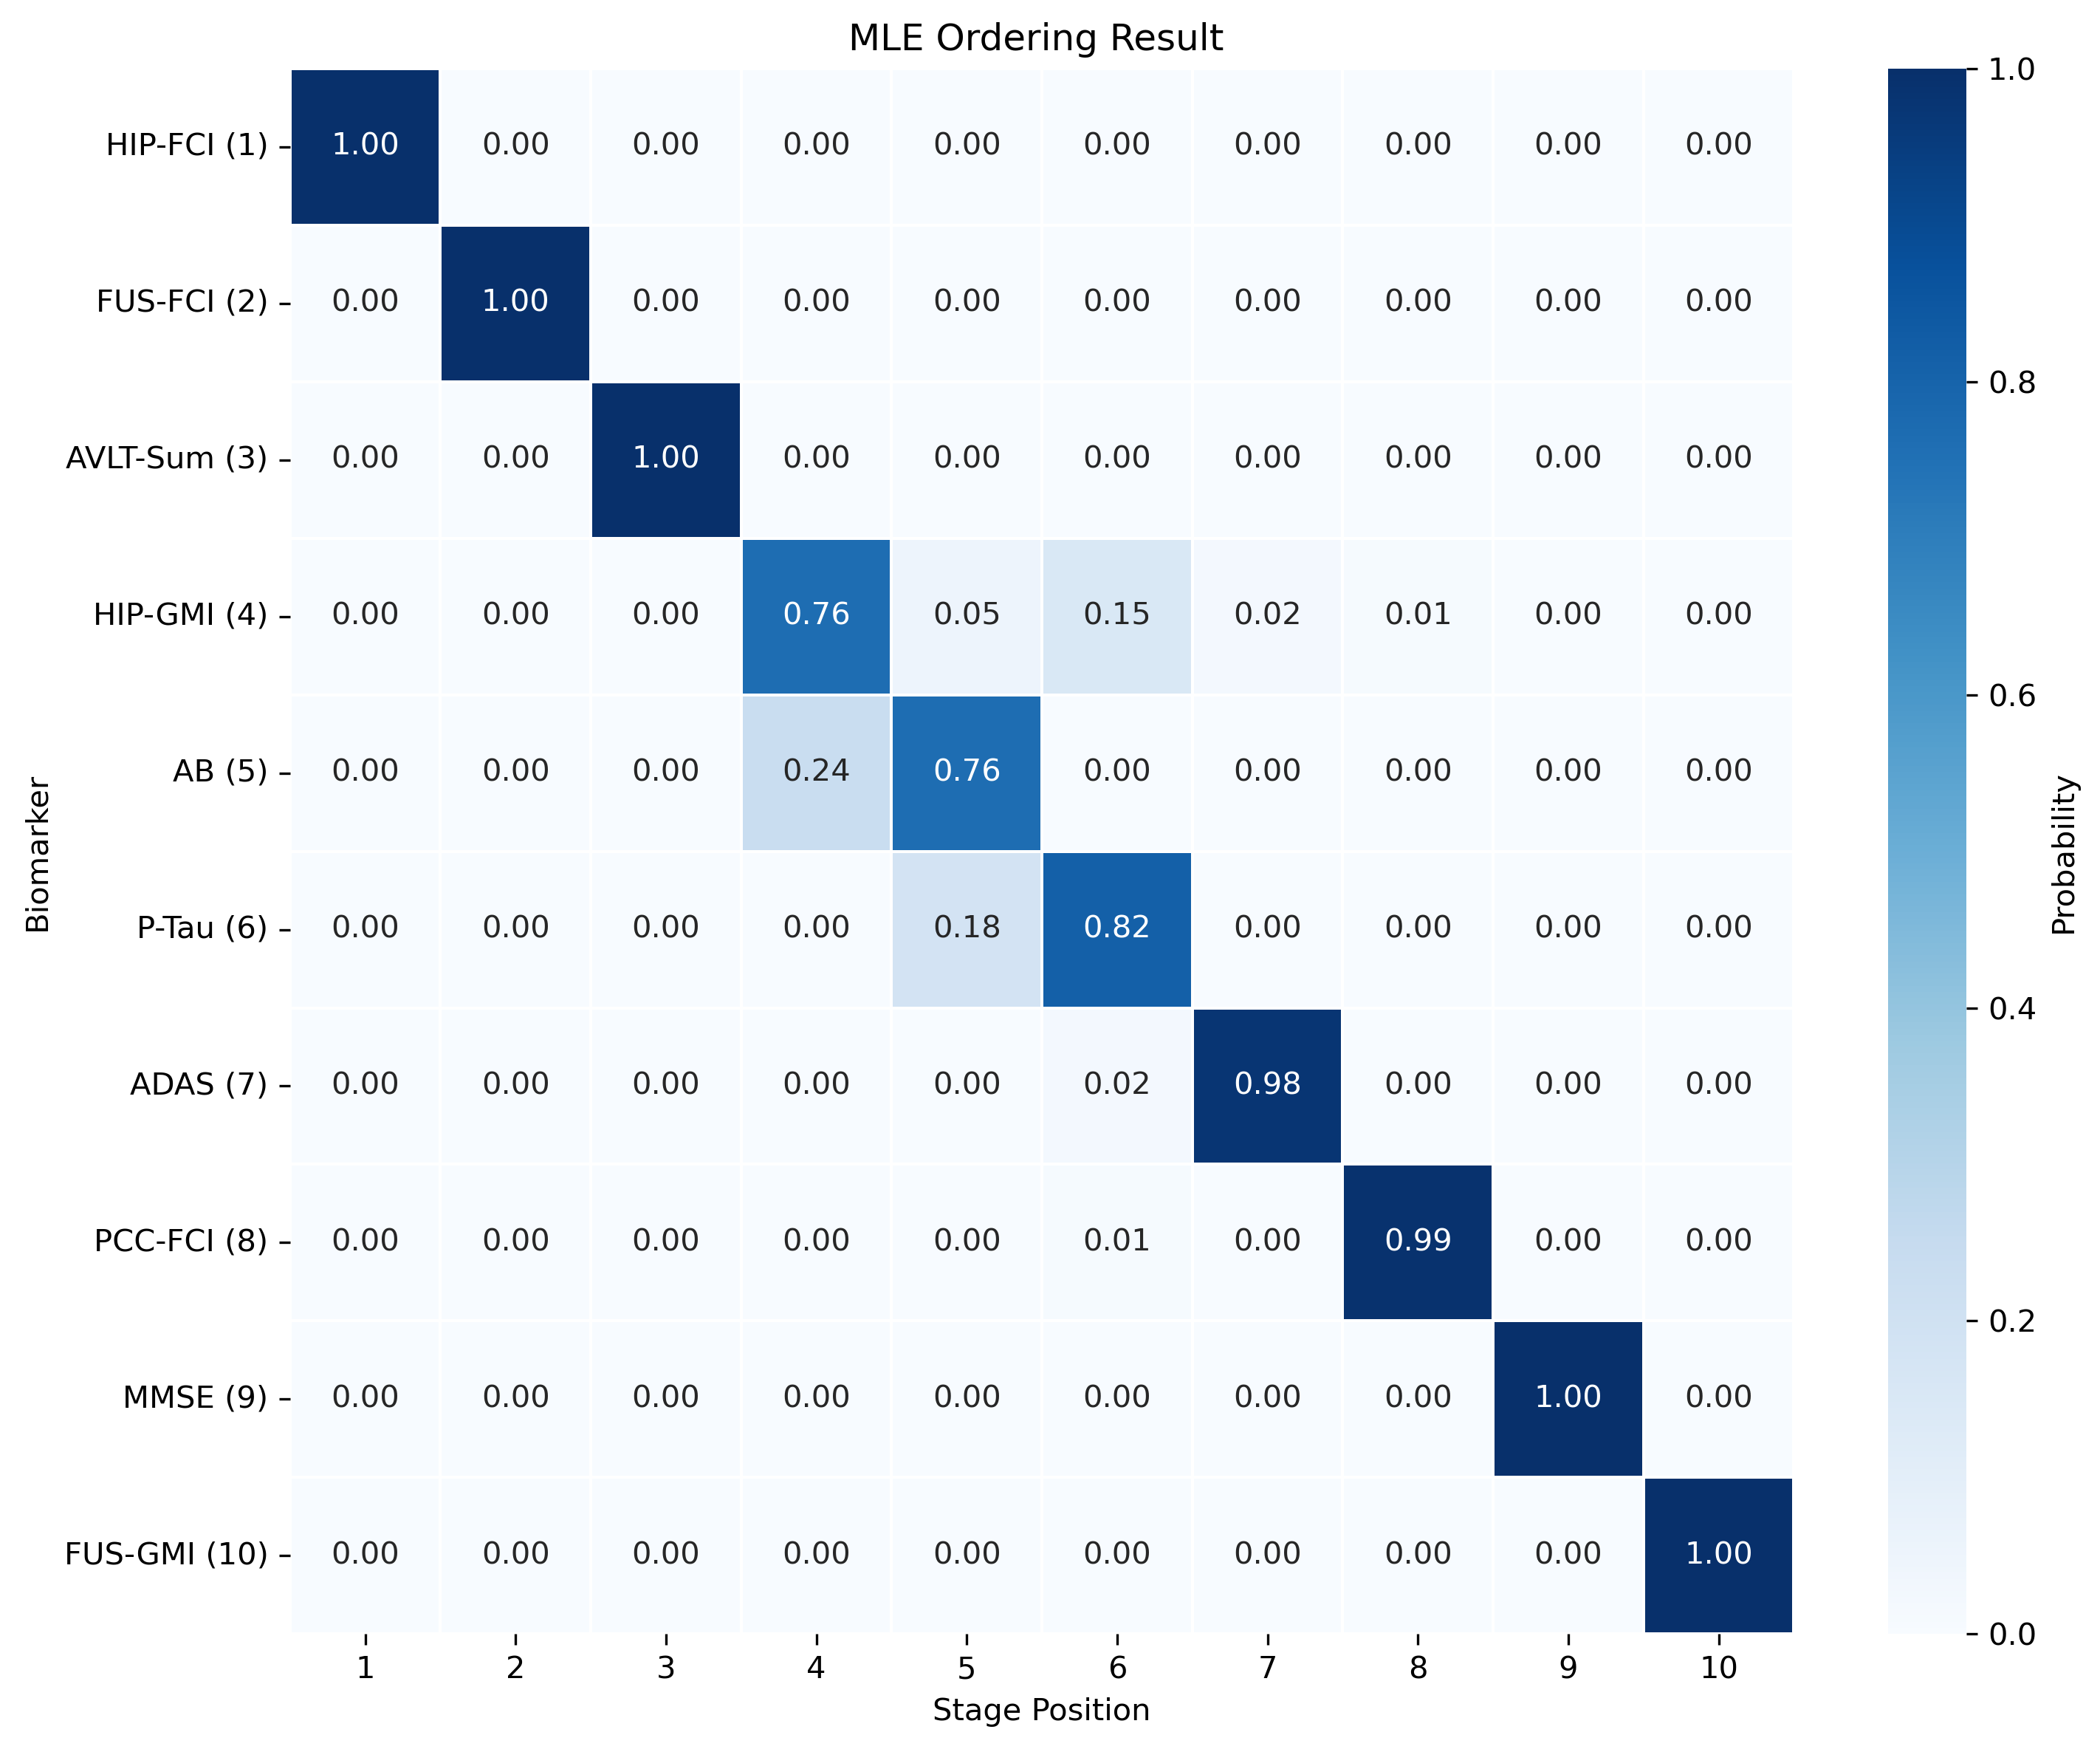 MLE Ordering Result
HIP-FCI (1) 1.00 0.00 0.00 0.00 0.00 0.00 0.00 0.00 0.00 0.00
FUS-FCI (2) 0.00 1.00 0.00 0.00 0.00 0.00 0.00 0.00 0.00 0.00
AVLT-Sum (3) 0.00 0.00 1.00 0.00 0.00 0.00 0.00 0.00 0.00 0.00
HIP-GMI (4) 0.00 0.00 0.00 0.76 0.05 0.15 0.02 0.01 0.00 0.00
AB (5) 0.00 0.00 0.00 0.24 0.76 0.00 0.00 0.00 0.00 0.00
P-Tau (6) 0.00 0.00 0.00 0.00 0.18 0.82 0.00 0.00 0.00 0.00
ADAS (7) 0.00 0.00 0.00 0.00 0.00 0.02 0.98 0.00 0.00 0.00
PCC-FCI (8) 0.00 0.00 0.00 0.00 0.00 0.01 0.00 0.99 0.00 0.00
MMSE (9) 0.00 0.00 0.00 0.00 0.00 0.00 0.00 0.00 1.00 0.00
FUS-GMI (10) 0.00 0.00 0.00 0.00 0.00 0.00 0.00 0.00 0.00 1.00
1 2 3 4 5 6 7 8 9 10
Stage Position
Biomarker
1.0
0.8
0.6
0.4
0.2
0.0
Probability